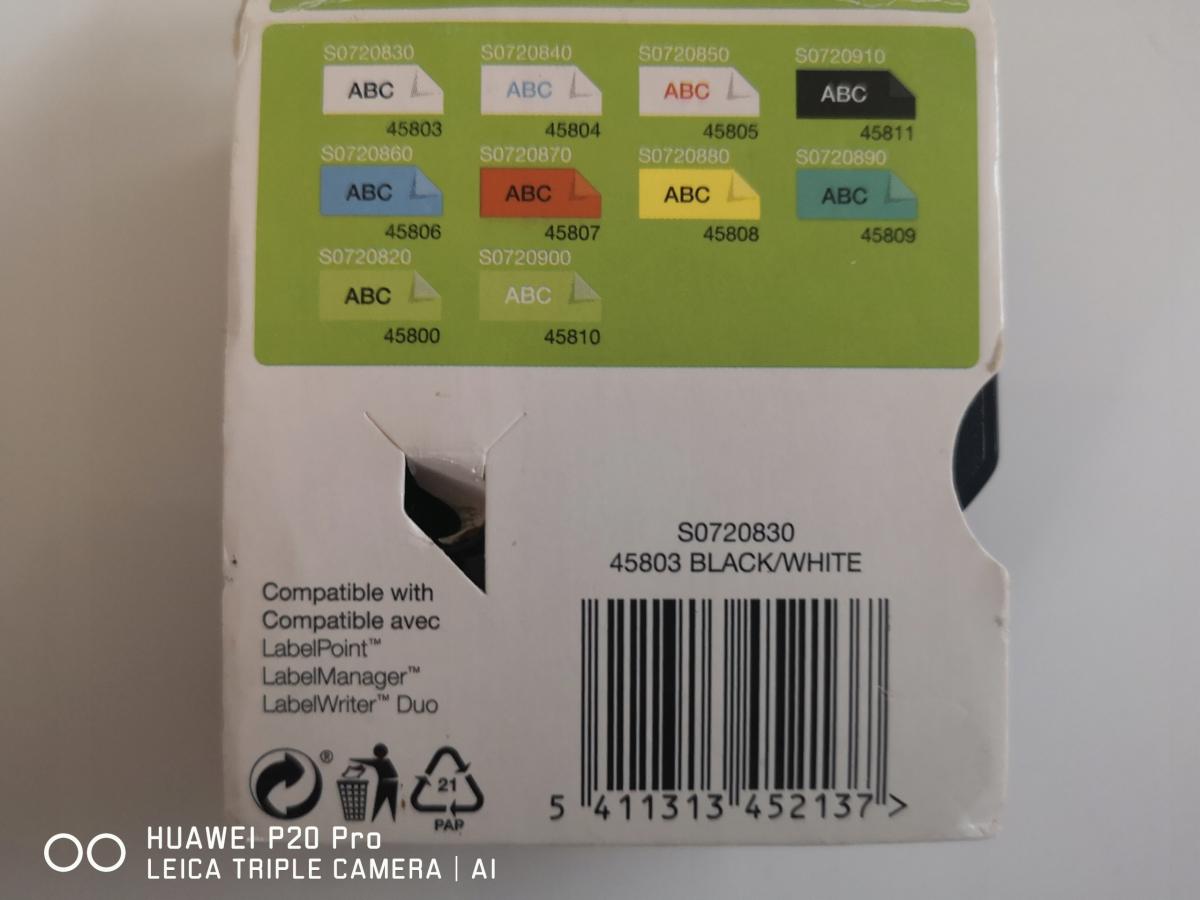 S0720830 S0720840 S0720850 S0720910
ABC ABC ABC ABC
45803 45804 45805 45811
S0720860 S0720870 S0720880 S0720890
ABC ABC ABC ABC
45806 45807 45808 45809
S0720820 S0720900
ABC ABC
45800 45810
S0720830
45803 BLACK/WHITE
Compatible with
Compatible avec
LabelPoint™
LabelManager™
LabelWriter™ Duo
®
21
PAP
5 411313 452137 >
HUAWEI P20 Pro
LEICA TRIPLE CAMERA | AI